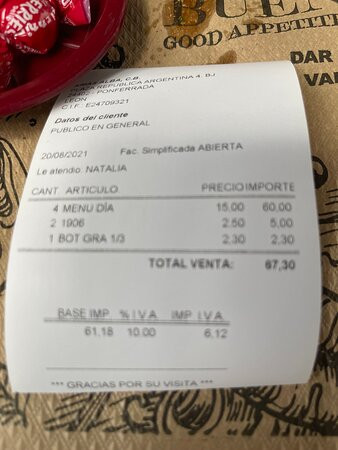 BUEN
GOOD APPETITE
DAR
VAL
ALBA, C.B.
PLAZA REPUBLICA ARGENTINA 4 BJ
PONFERRADA
LEON
C.I.F.: E24709321
Datos del cliente
PUBLICO EN GENERAL
20/08/2021 Fac. Simplificada ABIERTA
Le atendio: NATALIA
CANT ARTICULO PRECIO IMPORTE
4 MENU DÍA 15.00 60,00
2 1906 2.50 5,00
1 BOT GRA 1/3 2,30 2,30
TOTAL VENTA: 67,30
BASE IMP % I.V.A IMP. I.V.A.
61.18 10.00 6.12
*** GRACIAS POR SU VISITA ***